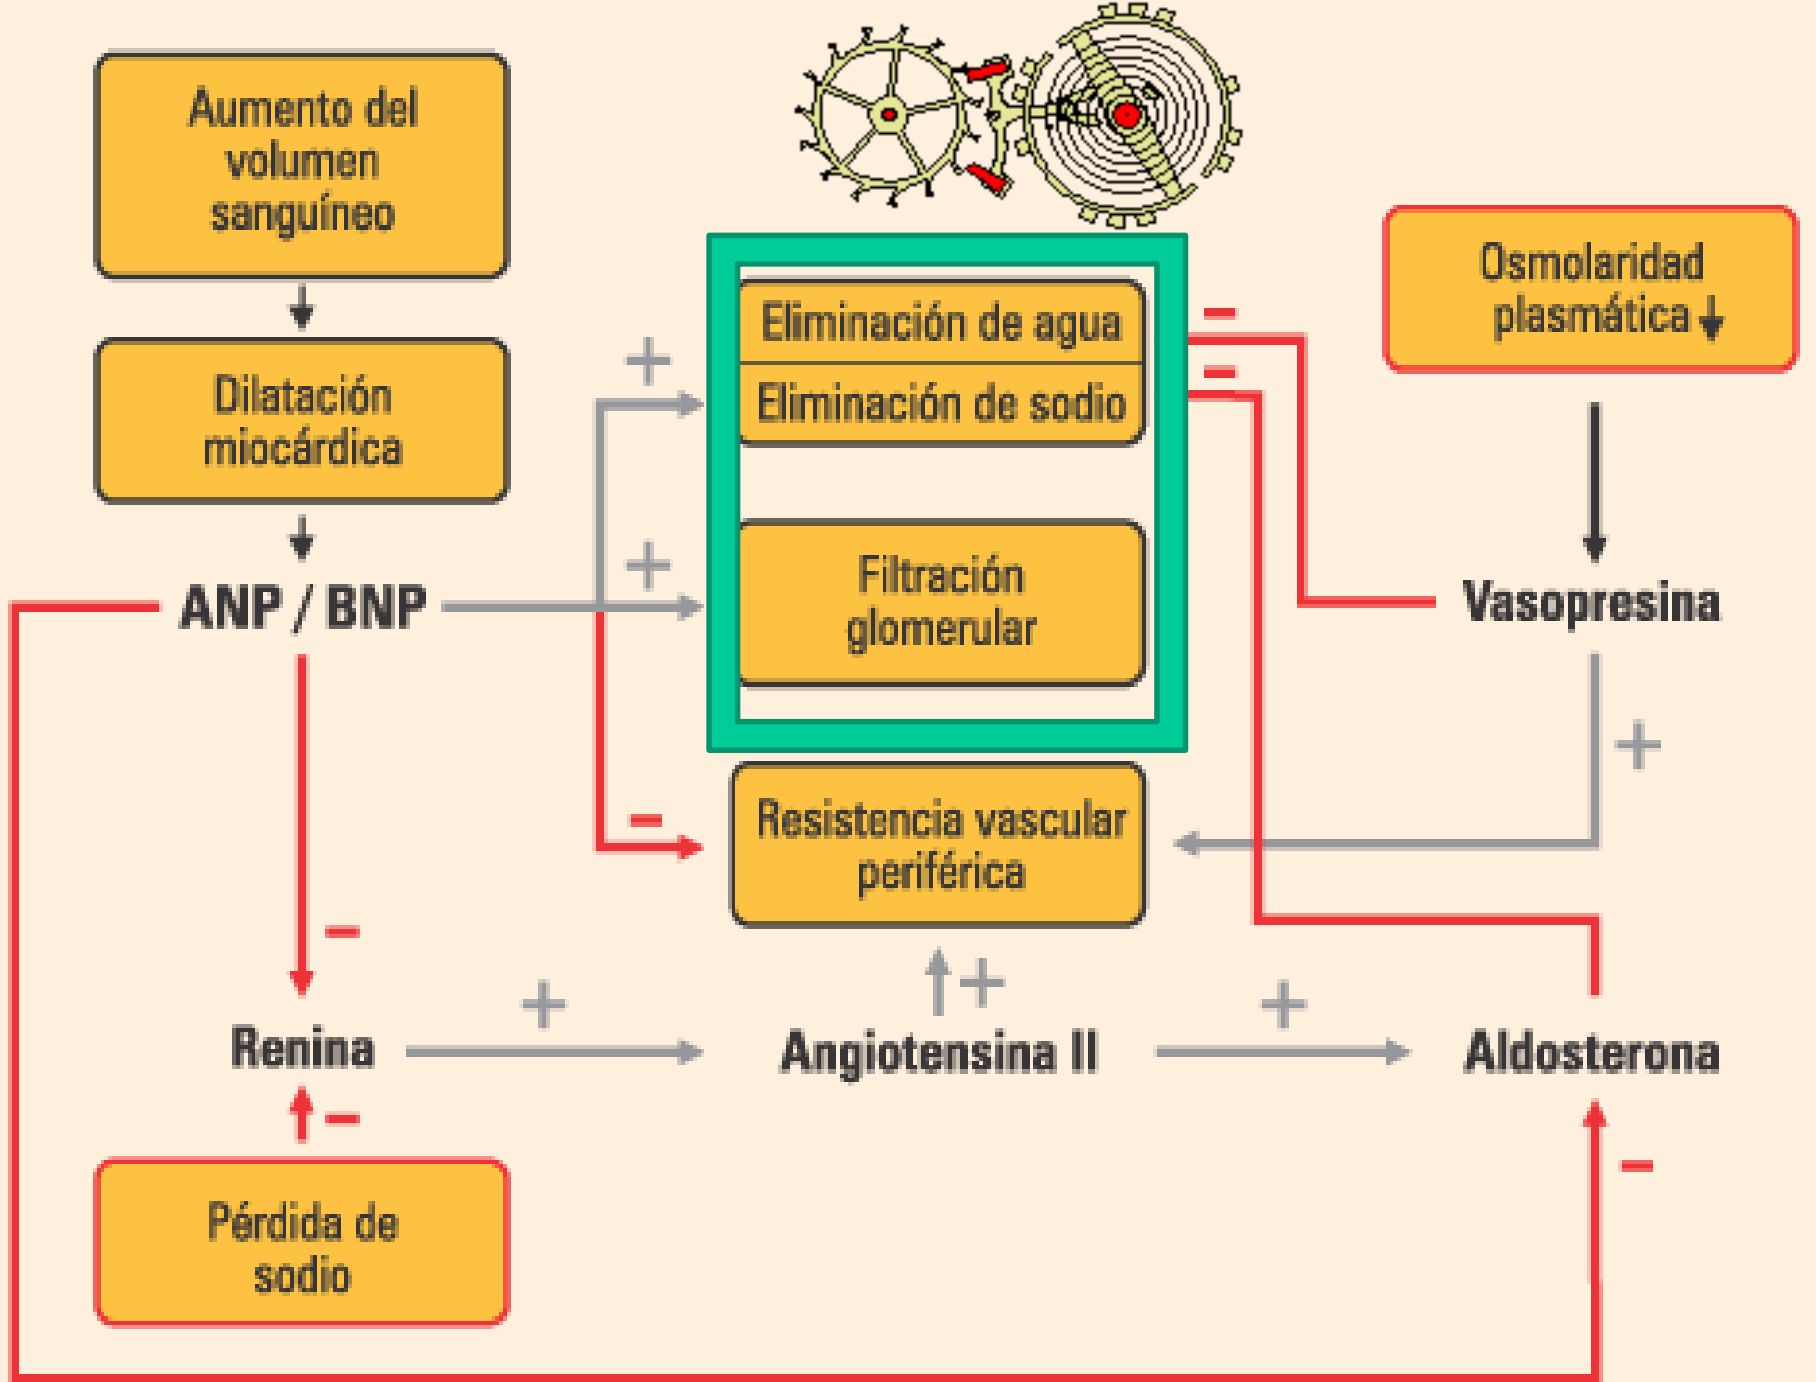 Aumento del
volumen
sanguíneo
Dilatación
miocárdica
ANP / BNP
+
+
-
Eliminación de agua
Eliminación de sodio
Filtración
glomerular
Resistencia vascular
periférica
-
-
Osmolaridad
plasmática
Vasopresina
+
-
Renina
+
+
Angiotensina II
+
Aldosterona
-
-
Pérdida de
sodio